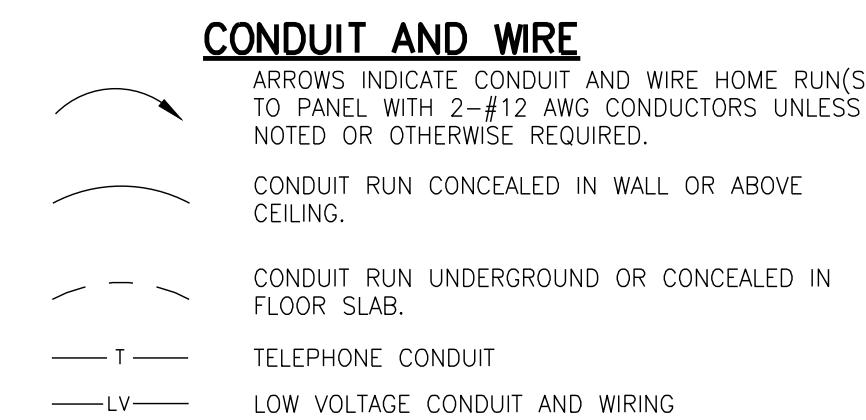 CONDUIT AND WIRE
ARROWS INDICATE CONDUIT AND WIRE HOME RUN(S
TO PANEL WITH 2-#12 AWG CONDUCTORS UNLESS
NOTED OR OTHERWISE REQUIRED.
CONDUIT RUN CONCEALED IN WALL OR ABOVE
CEILING.
CONDUIT RUN UNDERGROUND OR CONCEALED IN
FLOOR SLAB.
T TELEPHONE CONDUIT
LV LOW VOLTAGE CONDUIT AND WIRING